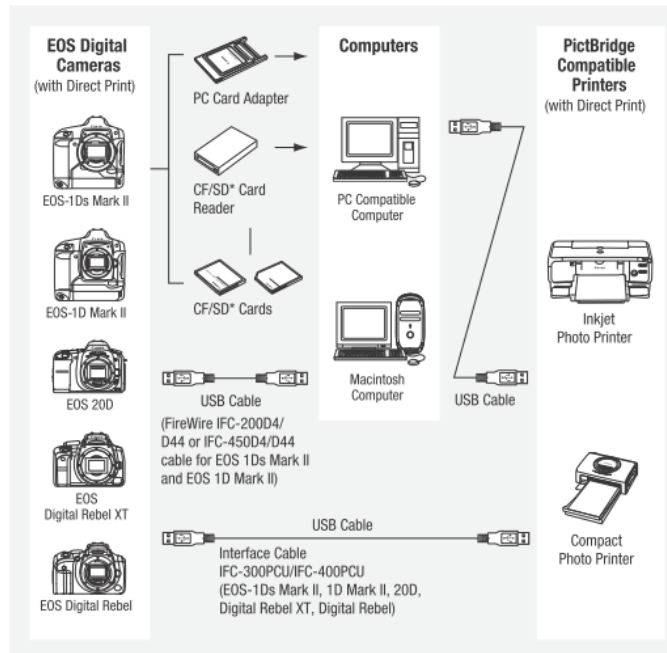 EOS Digital
Cameras
(with Direct Print)
EOS-1Ds Mark II
EOS-1D Mark II
EOS 20D
EOS
Digital Rebel XT
EOS Digital Rebel
PC Card Adapter
CF/SD* Card
Reader
CF/SD* Cards
USB Cable
(FireWire IFC-200D4/
D44 or IFC-450D4/D44
cable for EOS 1Ds Mark II
and EOS 1D Mark II)
Computers
PC Compatible
Computer
Macintosh
Computer
USB Cable
Interface Cable
IFC-300PCU/IFC-400PCU
(EOS-1Ds Mark II, 1D Mark II, 20D,
Digital Rebel XT, Digital Rebel)
USB Cable
PictBridge
Compatible
Printers
(with Direct Print)
Inkjet
Photo Printer
Compact
Photo Printer